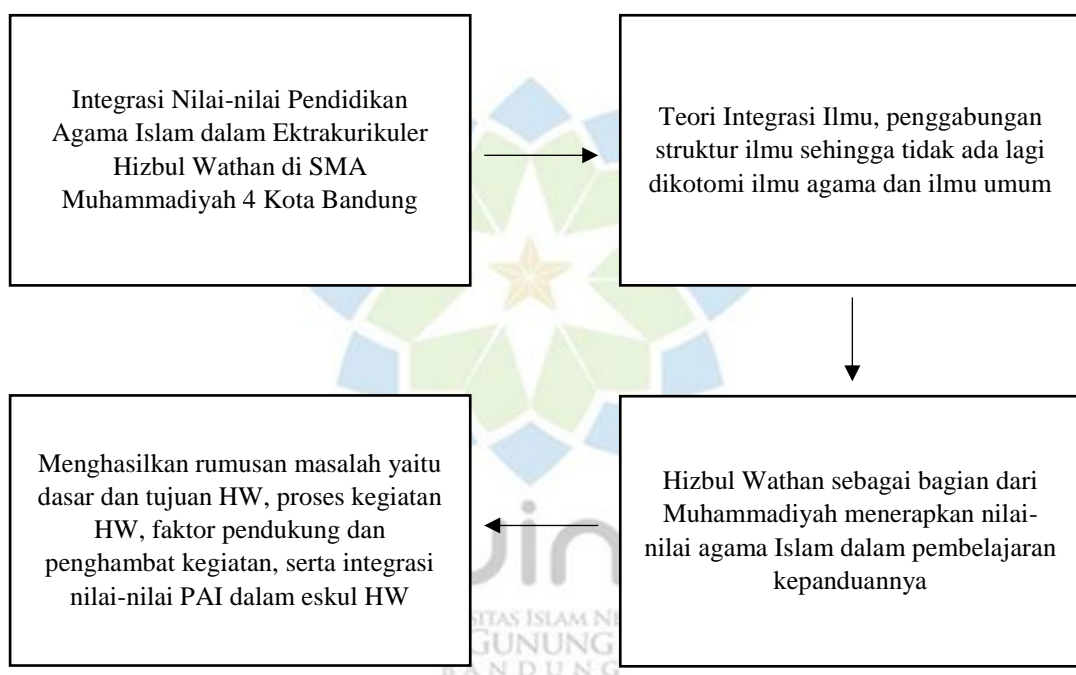 Integrasi Nilai-nilai Pendidikan
Agama Islam dalam Ektrakurikuler
Hizbul Wathan di SMA
Muhammadiyah 4 Kota Bandung
Teori Integrasi Ilmu, penggabungan
struktur ilmu sehingga tidak ada lagi
dikotomi ilmu agama dan ilmu umum
Hizbul Wathan sebagai bagian dari
Muhammadiyah menerapkan nilai-
nilai agama Islam dalam pembelajaran
kepanduannya
Menghasilkan rumusan masalah yaitu
dasar dan tujuan HW, proses kegiatan
HW, faktor pendukung dan
penghambat kegiatan, serta integrasi
nilai-nilai PAI dalam eskul HW
ISLAM
GUNUNG
BANDUNG